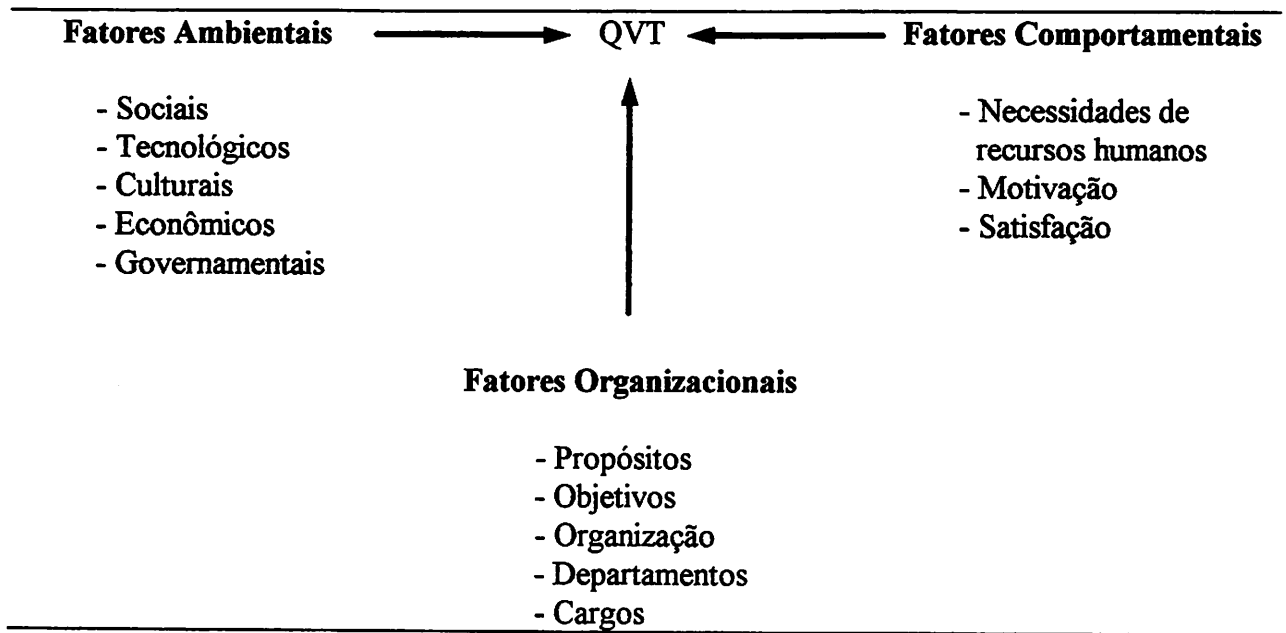 Fatores Ambientais
QVT
Fatores Comportamentais
- Sociais
- Tecnológicos
- Culturais
- Econômicos
- Governamentais
- Necessidades de
recursos humanos
- Motivação
- Satisfação
Fatores Organizacionais
- Propósitos
- Objetivos
- Organização
- Departamentos
- Cargos